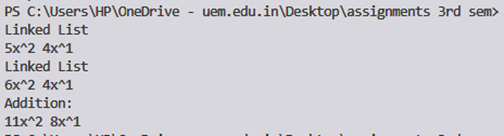 PS C:\Users\HP\OneDrive - uem.edu.in\Desktop\assignments 3rd sem>
Linked List
5x^2 4x^1
Linked List
6x^2 4x^1
Addition:
11x^2 8x^1